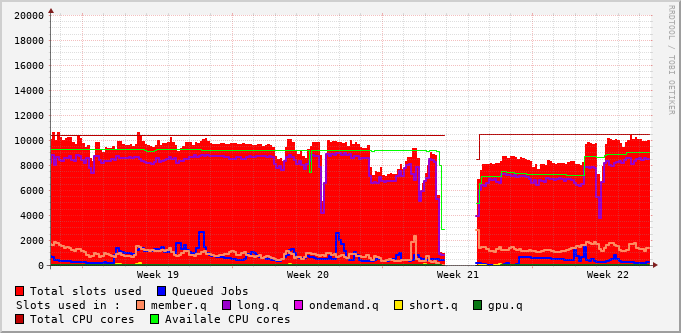 20000
18000
16000
14000
12000
10000
8000
6000
4000
2000
0
Week 19 Week 20 Week 21 Week 22
Total slots used Queued Jobs
Slots used in : member.q long.q ondemand.q short.q gpu.q
Total CPU cores Availale CPU cores
RRDTOOL / TOBI OETIKER